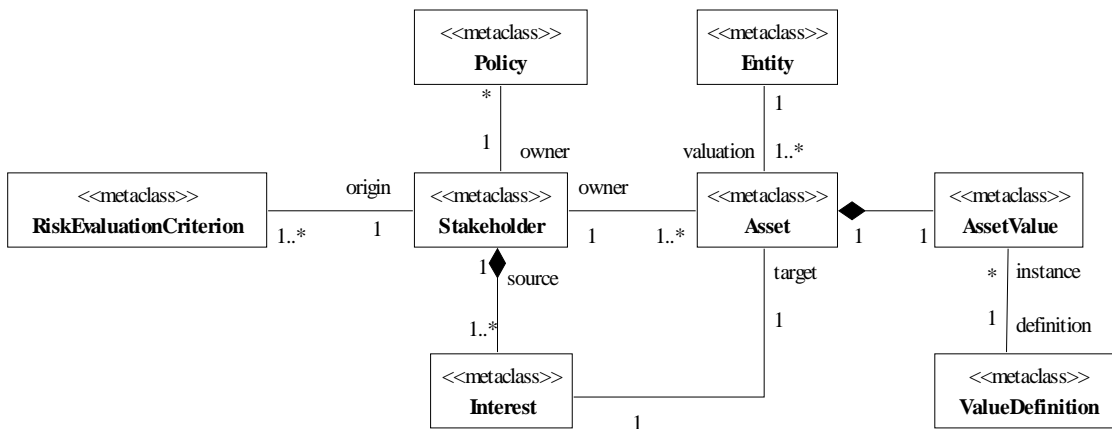 <<metaclass>>
Policy
<<metaclass>>
Entity
*
1
1
owner
valuation
1..*
<<metaclass>>
RiskEvaluationCriterion
origin
1..*
1
<<metaclass>>
Stakeholder
owner
1
1..*
<<metaclass>>
Asset
1
1
<<metaclass>>
AssetValue
1
source
target
*
instance
1..*
1
1
definition
<<metaclass>>
Interest
1
<<metaclass>>
ValueDefinition